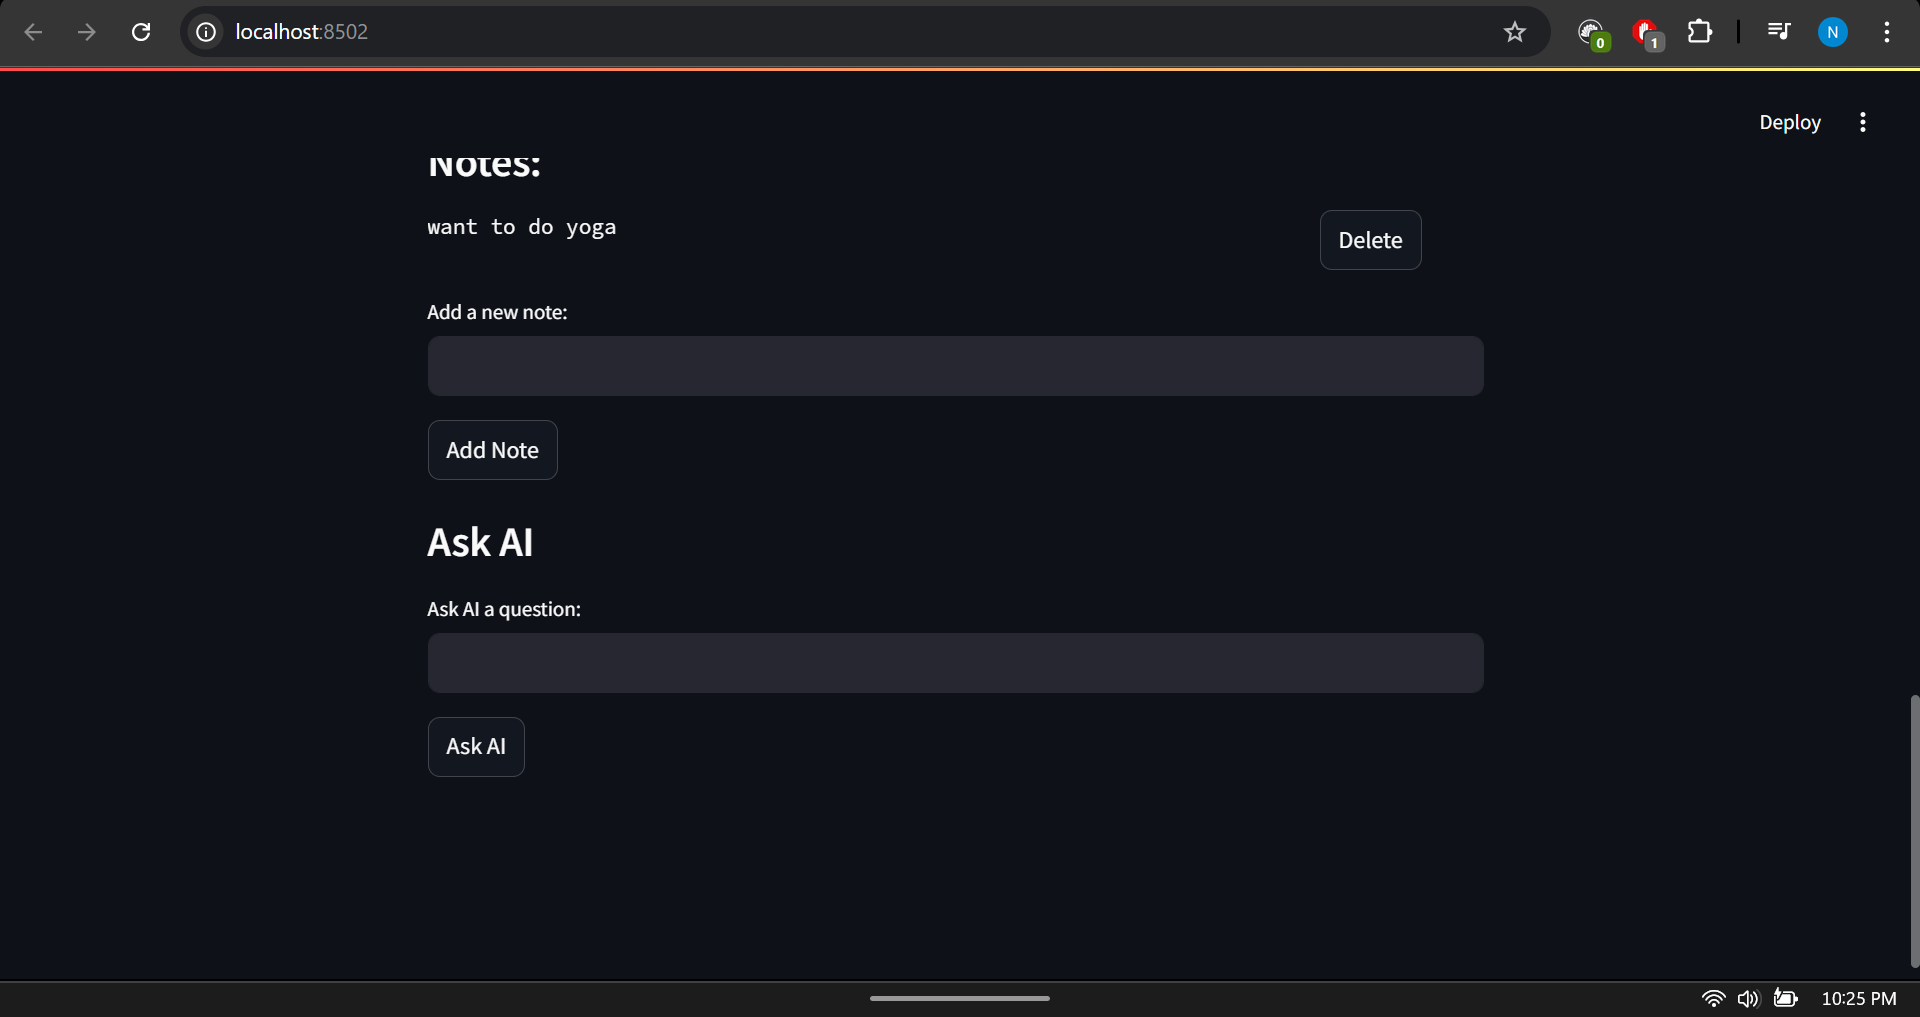 localhost:8502
0
1
N
Deploy
Notes:
want to do yoga
Delete
Add a new note:
Add Note
Ask AI
Ask AI a question:
Ask AI
10:25 PM